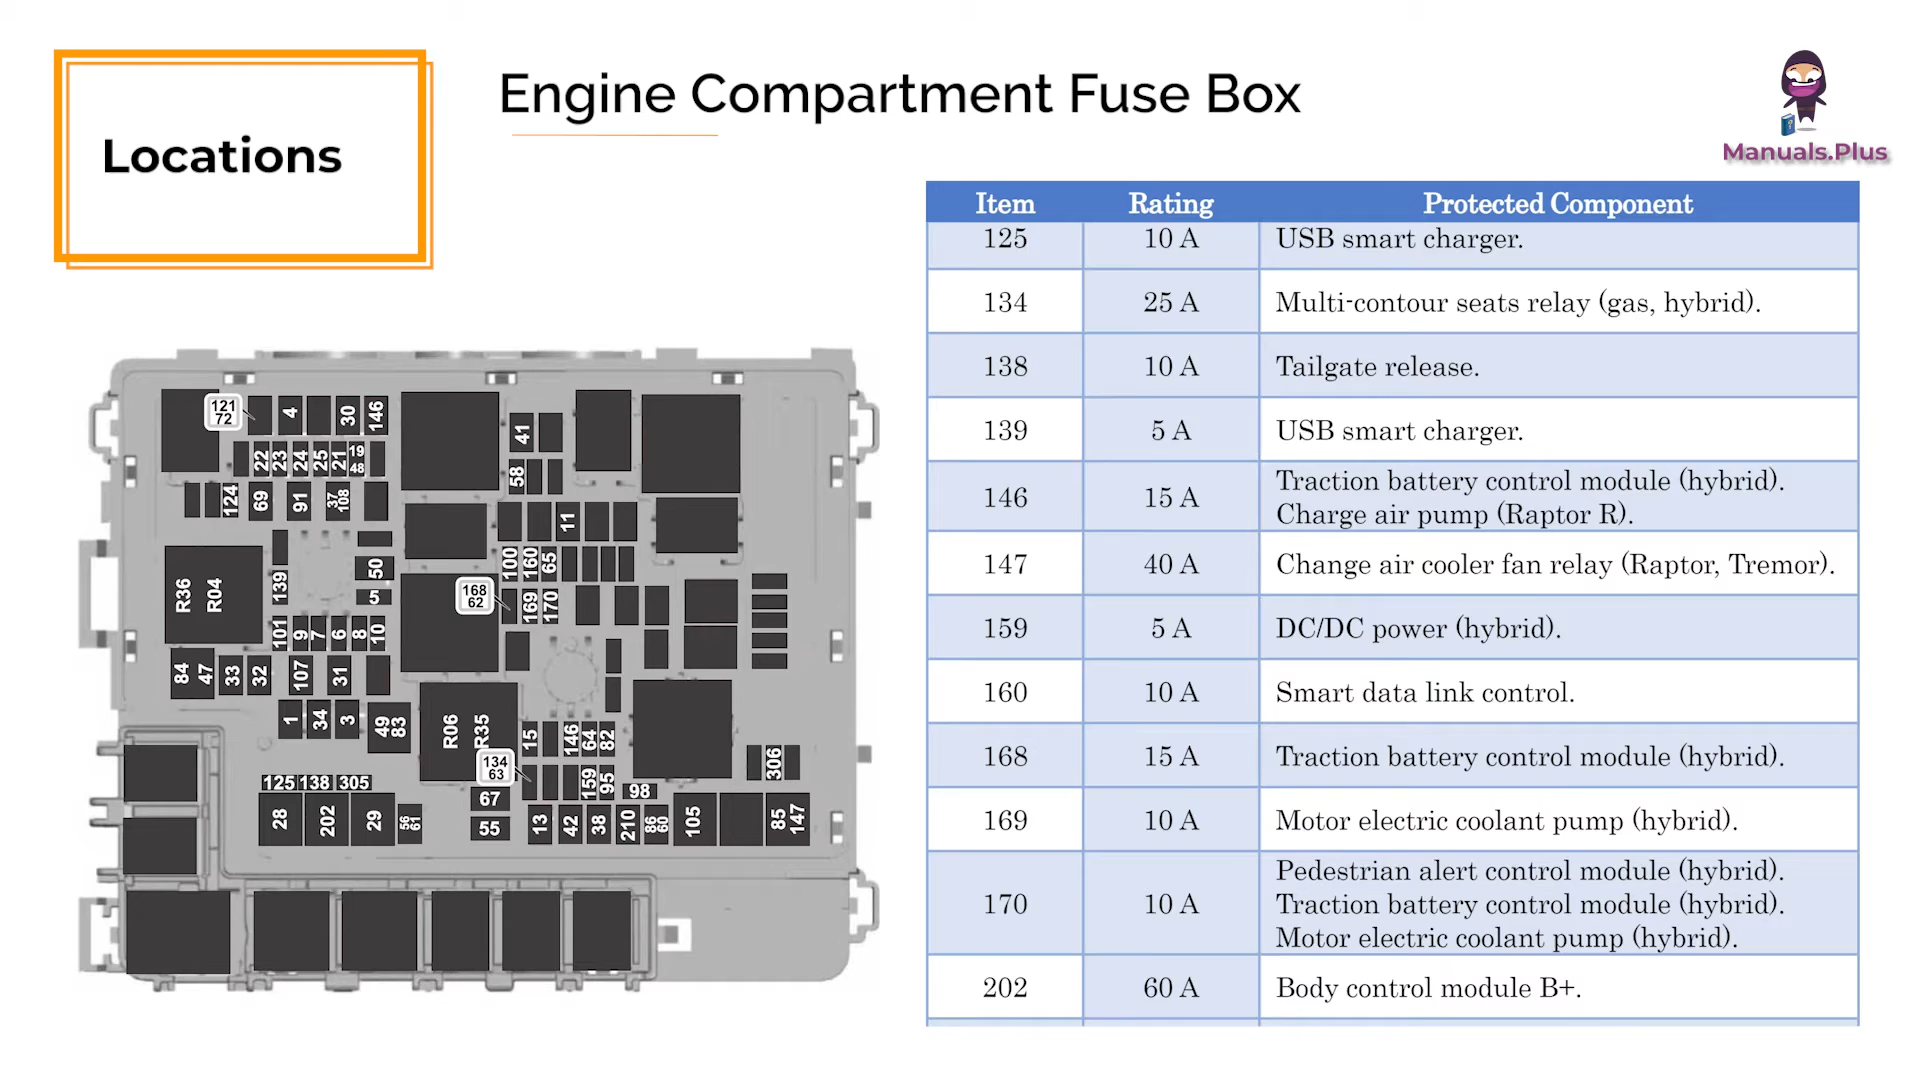 Locations
Engine Compartment Fuse Box
Manuals.Plus
Item Rating Protected Component
125 10 A USB smart charger.
134 25 A Multi-contour seats relay (gas, hybrid).
138 10 A Tailgate release.
139 5 A USB smart charger.
146 15 A Traction battery control module (hybrid).
Charge air pump (Raptor R).
147 40 A Change air cooler fan relay (Raptor, Tremor).
159 5 A DC/DC power (hybrid).
160 10 A Smart data link control.
168 15 A Traction battery control module (hybrid).
169 10 A Motor electric coolant pump (hybrid).
170 10 A Pedestrian alert control module (hybrid).
Traction battery control module (hybrid).
Motor electric coolant pump (hybrid).
202 60 A Body control module B+.
121
72
4 30 146
41
22 23 24 25 21 19
48
58
124 69 91 37
108
11
100 160 65
139 50
R36 R04
5
168
62
169 170
101 9 7 6 8 10
84 47 33 32 107 31
1 34 3 49 83
R06 R35
15 146 64 82
134
63
306
125 138 305
159 95
98
67
28 202 29 56 61
55
13 42 38 210 86 60 105 85 147